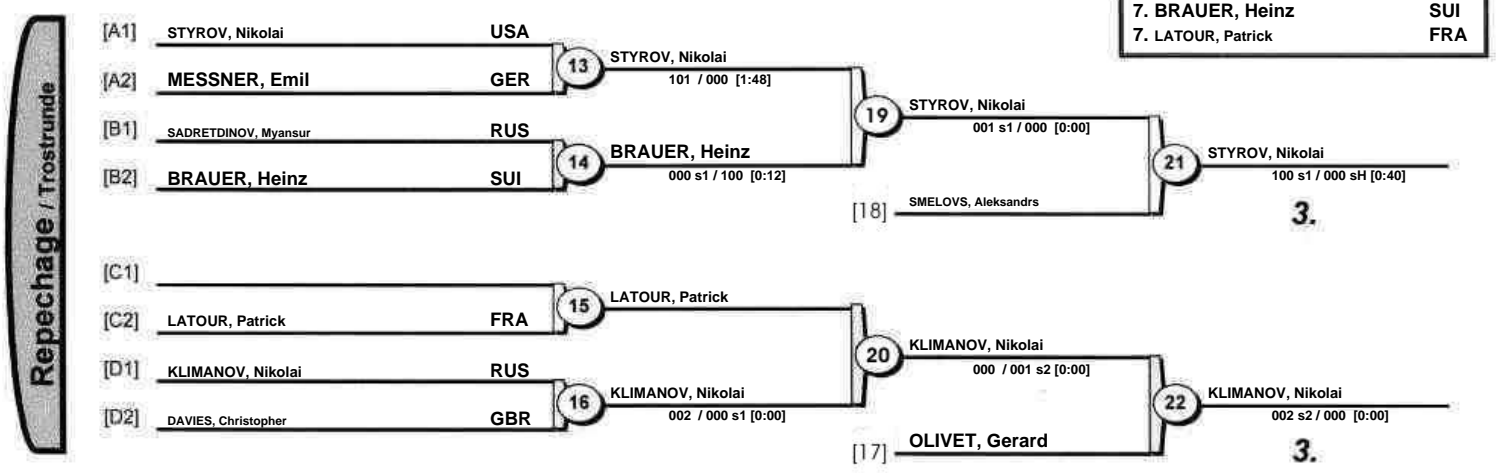 7. BRAUER, Heinz SUI
7. LATOUR, Patrick FRA
Repechage / Trostrunde
[A1] STYROV, Nikolai USA
13 STYROV, Nikolai
101 / 000 [1:48]
[A2] MESSNER, Emil GER
19 STYROV, Nikolai
001 s1 / 000 [0:00]
[B1] SADRETDINOV, Myansur RUS
14 BRAUER, Heinz
000 s1 / 100 [0:12]
[B2] BRAUER, Heinz SUI
21 STYROV, Nikolai
100 s1 / 000 sH [0:40]
[18] SMELOVS, Aleksandrs
3.
[C1]
15 LATOUR, Patrick
[C2] LATOUR, Patrick FRA
20 KLIMANOV, Nikolai
000 / 001 s2 [0:00]
[D1] KLIMANOV, Nikolai RUS
16 KLIMANOV, Nikolai
002 / 000 s1 [0:00]
[D2] DAVIES, Christopher GBR
22 KLIMANOV, Nikolai
002 s2 / 000 [0:00]
[17] OLIVET, Gerard
3.